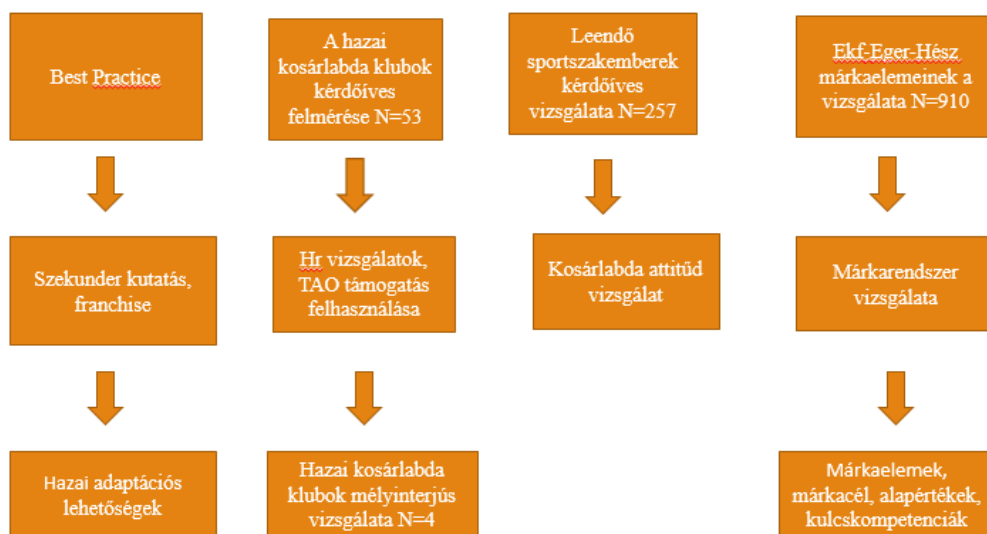 Best Practice
A hazai
kosárlabda klubok
kérdőíves
felmérése N=53
Leendő
sportszakemberek
kérdőíves
vizsgálata N=257
Ekf-Eger-Hész
márkaelemeinek a
vizsgálata N=910
Szekunder kutatás,
franchise
Hr vizsgálatok,
TAO támogatás
felhasználása
Kosárlabda attitűd
vizsgálat
Márkarendszer
vizsgálata
Hazai adaptációs
lehetőségek
Hazai kosárlabda
klubok mélyinterjús
vizsgálata N=4
Márkaelemek,
márkacél, alapértékek,
kulcskompetenciák